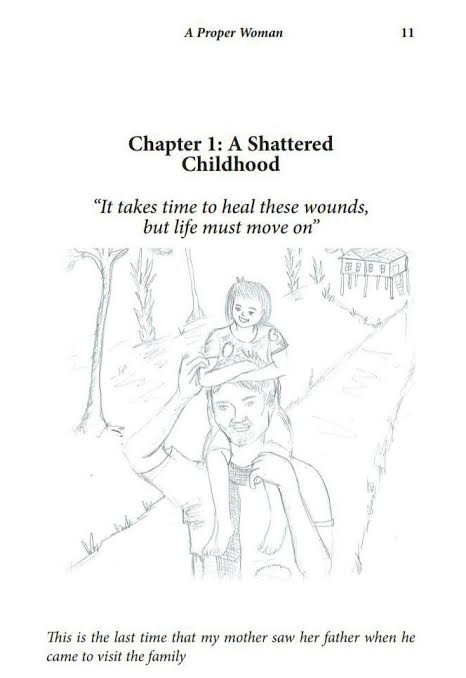 A Proper Woman 11
Chapter 1: A Shattered
Childhood
“It takes time to heal these wounds,
but life must move on”
This is the last time that my mother saw her father when he
came to visit the family